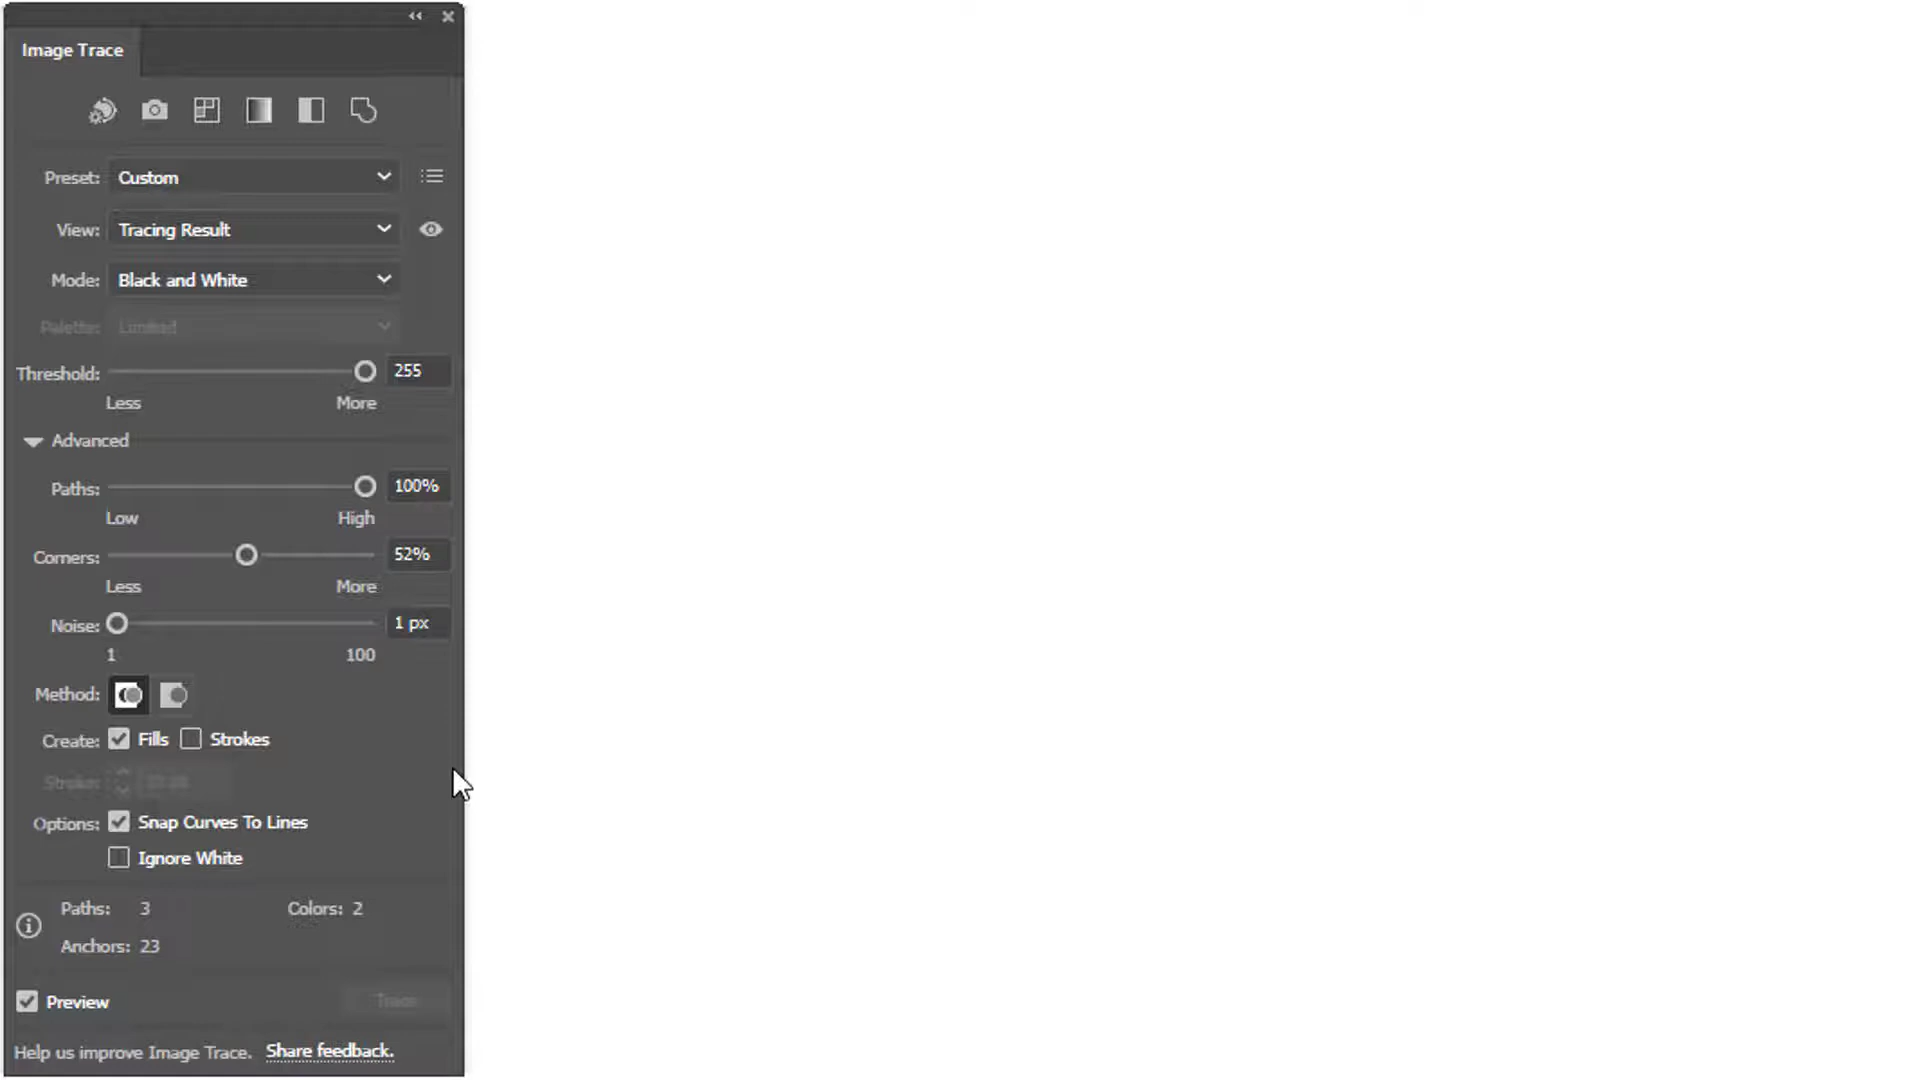 Image Trace
Preset: Custom
View: Tracing Result
Mode: Black and White
Palette: Limited
Threshold: 255
Less More
Advanced
Paths: 100%
Low High
Corners: 52%
Less More
Noise: 1 px
1 100
Method:
Create: Fills Strokes
Stroke:
Options: Snap Curves To Lines
Ignore White
Paths: 3 Colors: 2
Anchors: 23
Preview Trace
Help us improve Image Trace. Share feedback.